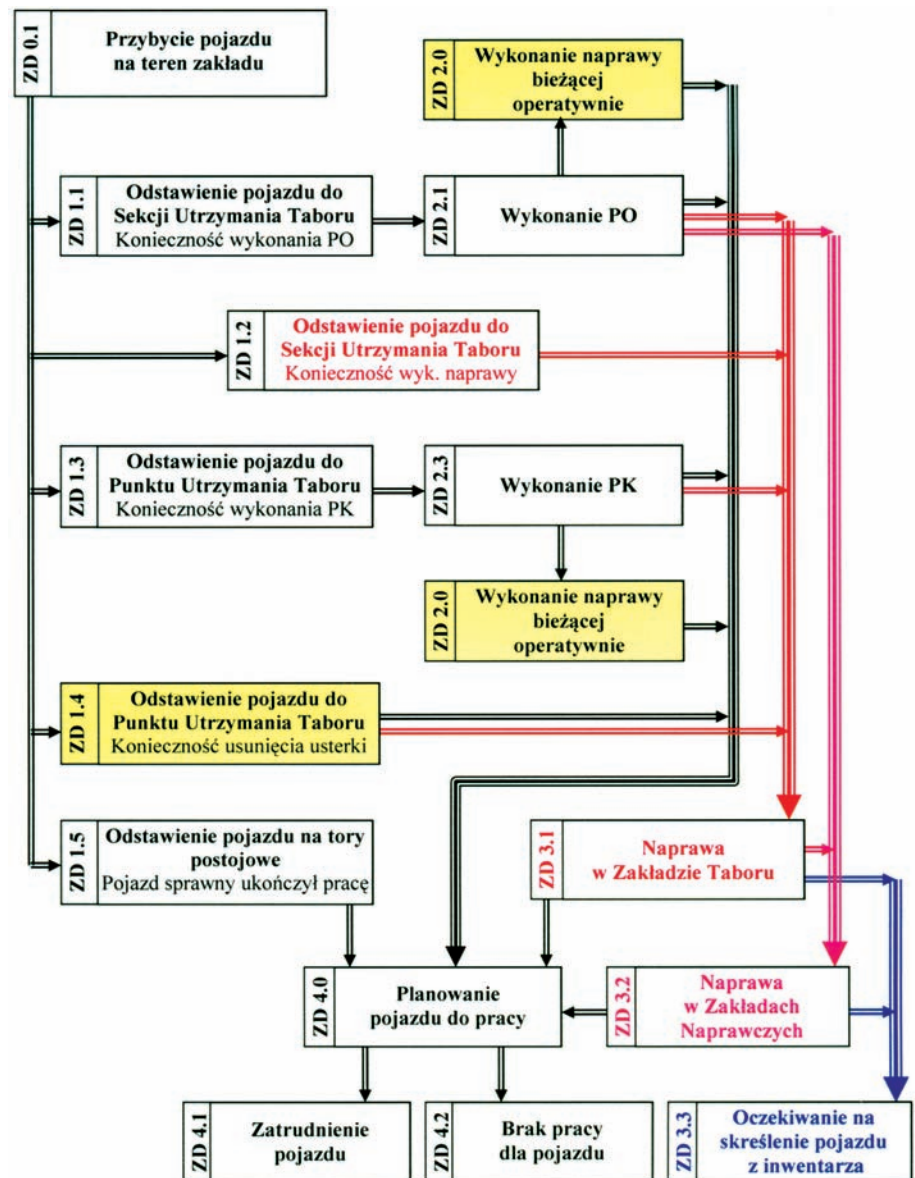 ZD 0.1
Przybycie pojazdu
na teren zakładu
ZD 2.0
Wykonanie naprawy
bieżącej
operatywnie
ZD 1.1
Odstawienie pojazdu do
Sekcji Utrzymania Taboru
Konieczność wykonania PO
ZD 2.1
Wykonanie PO
ZD 1.2
Odstawienie pojazdu do
Sekcji Utrzymania Taboru
Konieczność wyk. naprawy
ZD 1.3
Odstawienie pojazdu do
Punktu Utrzymania Taboru
Konieczność wykonania PK
ZD 2.3
Wykonanie PK
ZD 2.0
Wykonanie naprawy
bieżącej
operatywnie
ZD 1.4
Odstawienie pojazdu do
Punktu Utrzymania Taboru
Konieczność usunięcia usterki
ZD 1.5
Odstawienie pojazdu na tory
postojowe
Pojazd sprawny ukończył pracę
ZD 3.1
Naprawa
w Zakładzie Taboru
ZD 4.0
Planowanie
pojazdu do pracy
ZD 3.2
Naprawa
w Zakładach
Naprawczych
ZD 4.1
Zatrudnienie
pojazdu
ZD 4.2
Brak pracy
dla pojazdu
ZD 3.3
Oczekiwanie na
skreślenie pojazdu
z inwentarza